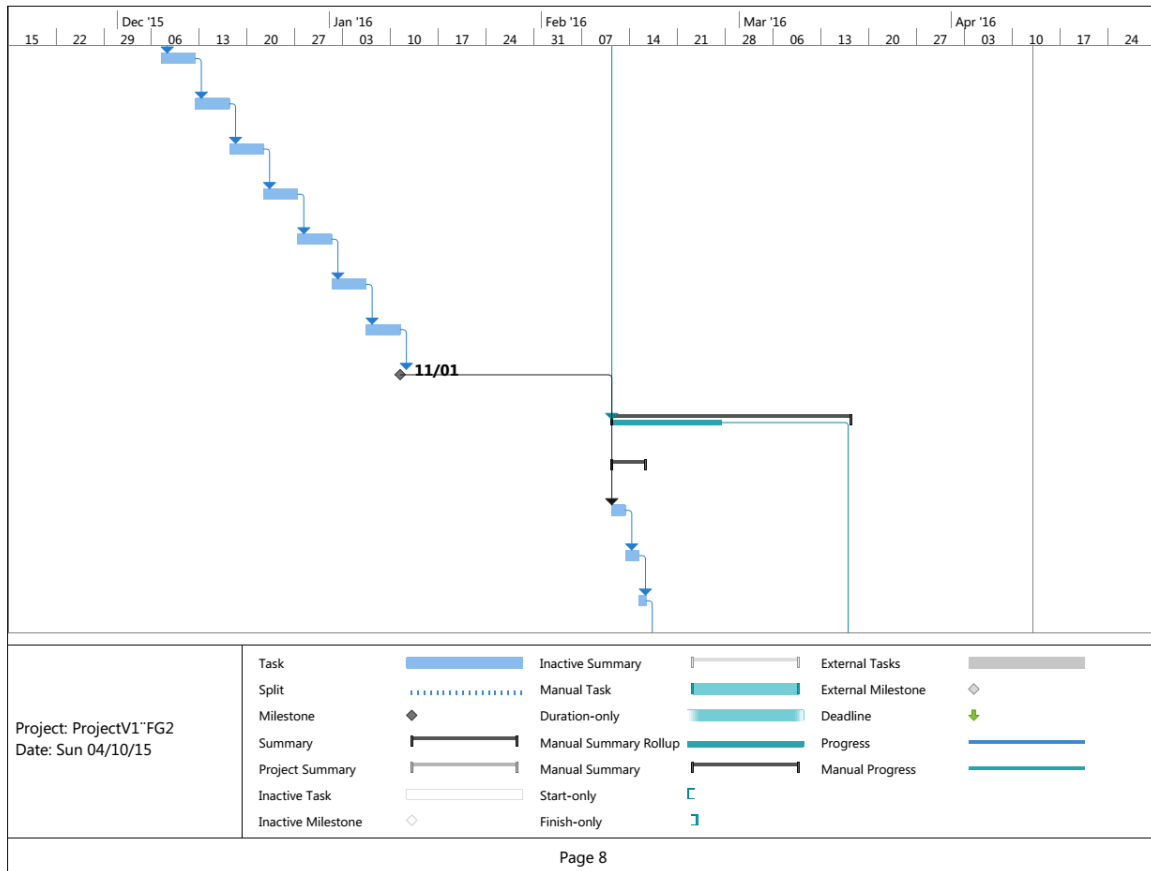 Dec '15 Jan '16 Feb '16 Mar '16 Apr '16
15 22 29 06 13 20 27 03 10 17 24 31 07 14 21 28 06 13 20 27 03 10 17 24
11/01
Task Inactive Summary External Tasks
Split Manual Task External Milestone
Milestone Duration-only Deadline
Project: ProjectV1¨FG2
Date: Sun 04/10/15
Summary Manual Summary Rollup Progress
Project Summary Manual Summary Manual Progress
Inactive Task Start-only
Inactive Milestone Finish-only
Page 8